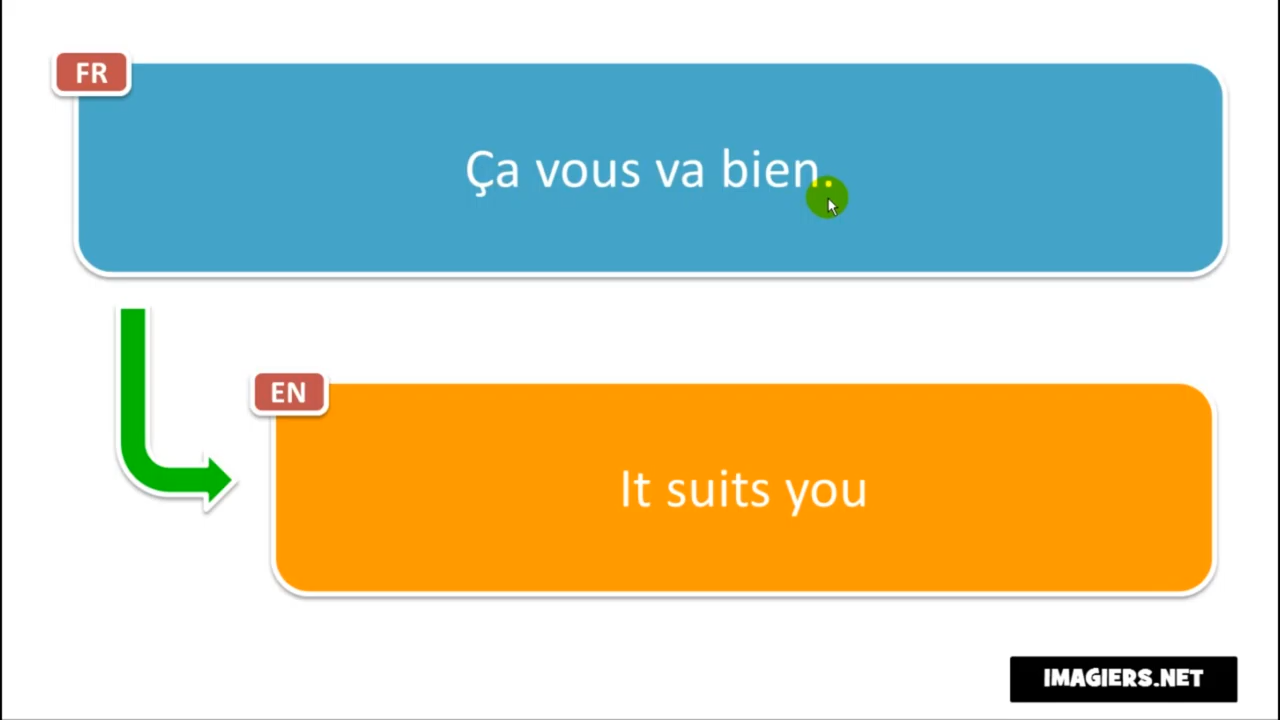 FR
Ça vous va bien.
EN
It suits you
IMAGIERS.NET